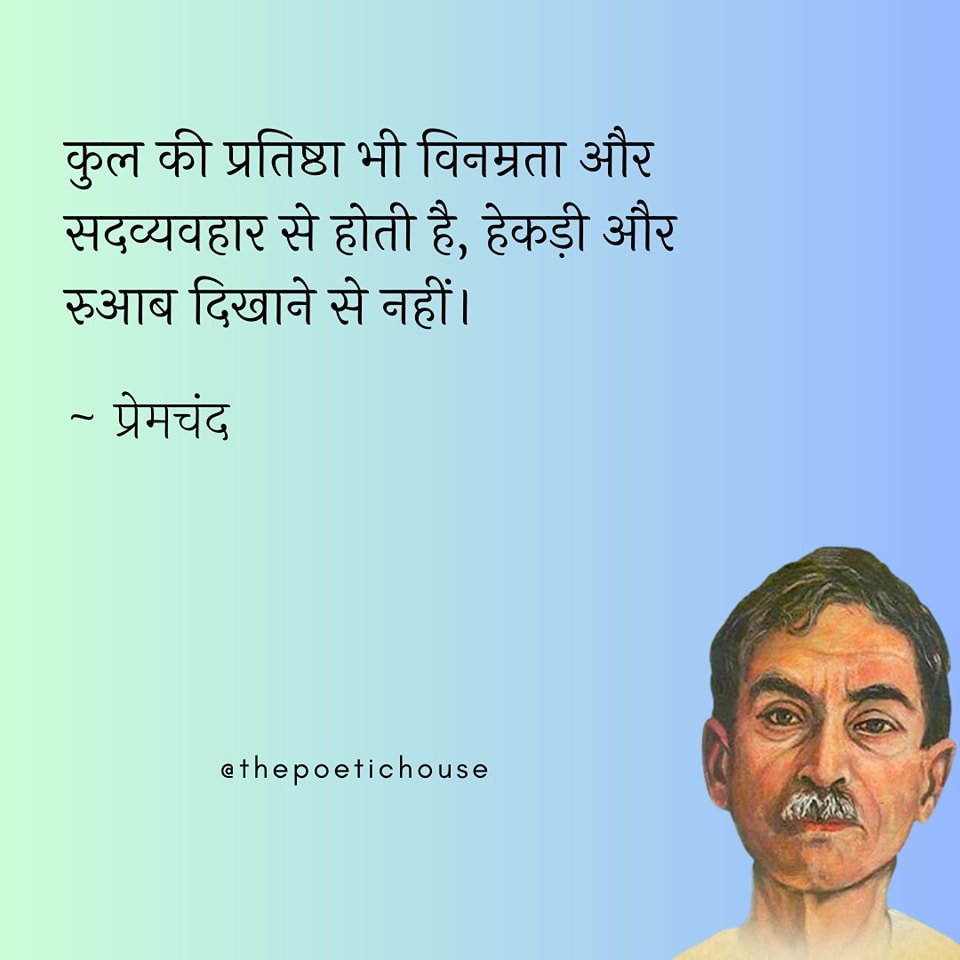 कुल की प्रतिष्ठा भी विनम्रता और
सदव्यवहार से होती है, हेकड़ी और
रुआब दिखाने से नहीं।
~ प्रेमचंद
@thepoetichouse